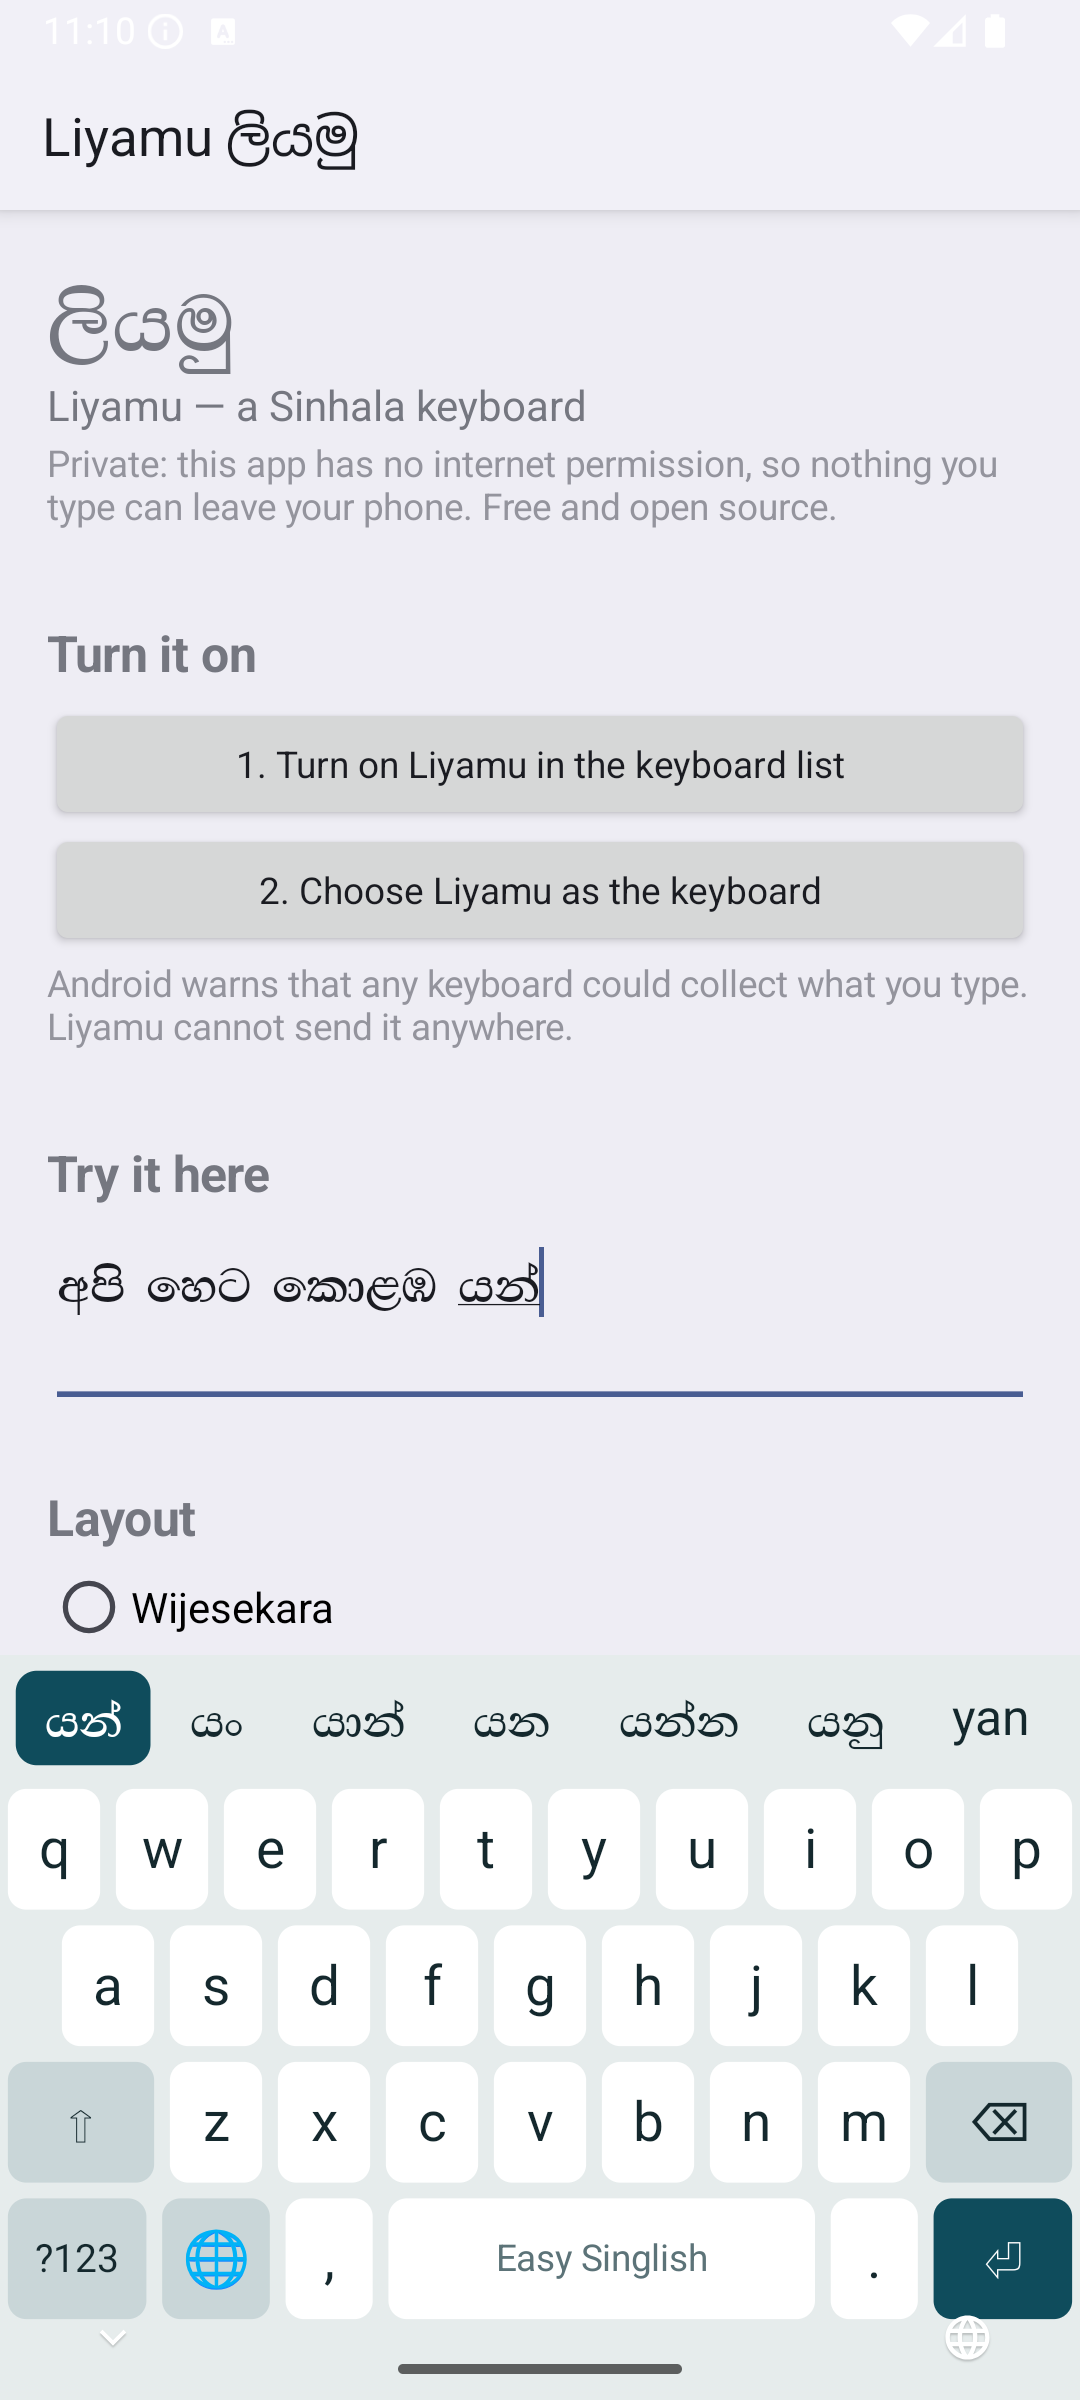 11:10
Liyamu ලියමු
ලියමු
Liyamu — a Sinhala keyboard
Private: this app has no internet permission, so nothing you
type can leave your phone. Free and open source.
Turn it on
1. Turn on Liyamu in the keyboard list
2. Choose Liyamu as the keyboard
Android warns that any keyboard could collect what you type.
Liyamu cannot send it anywhere.
Try it here
අපි හෙට කොළඹ යන්
Layout
Wijesekara
යන් යං යාන් යන යන්න යනු yan
q w e r t y u i o p
a s d f g h j k l
z x c v b n m
?123 , Easy Singlish .